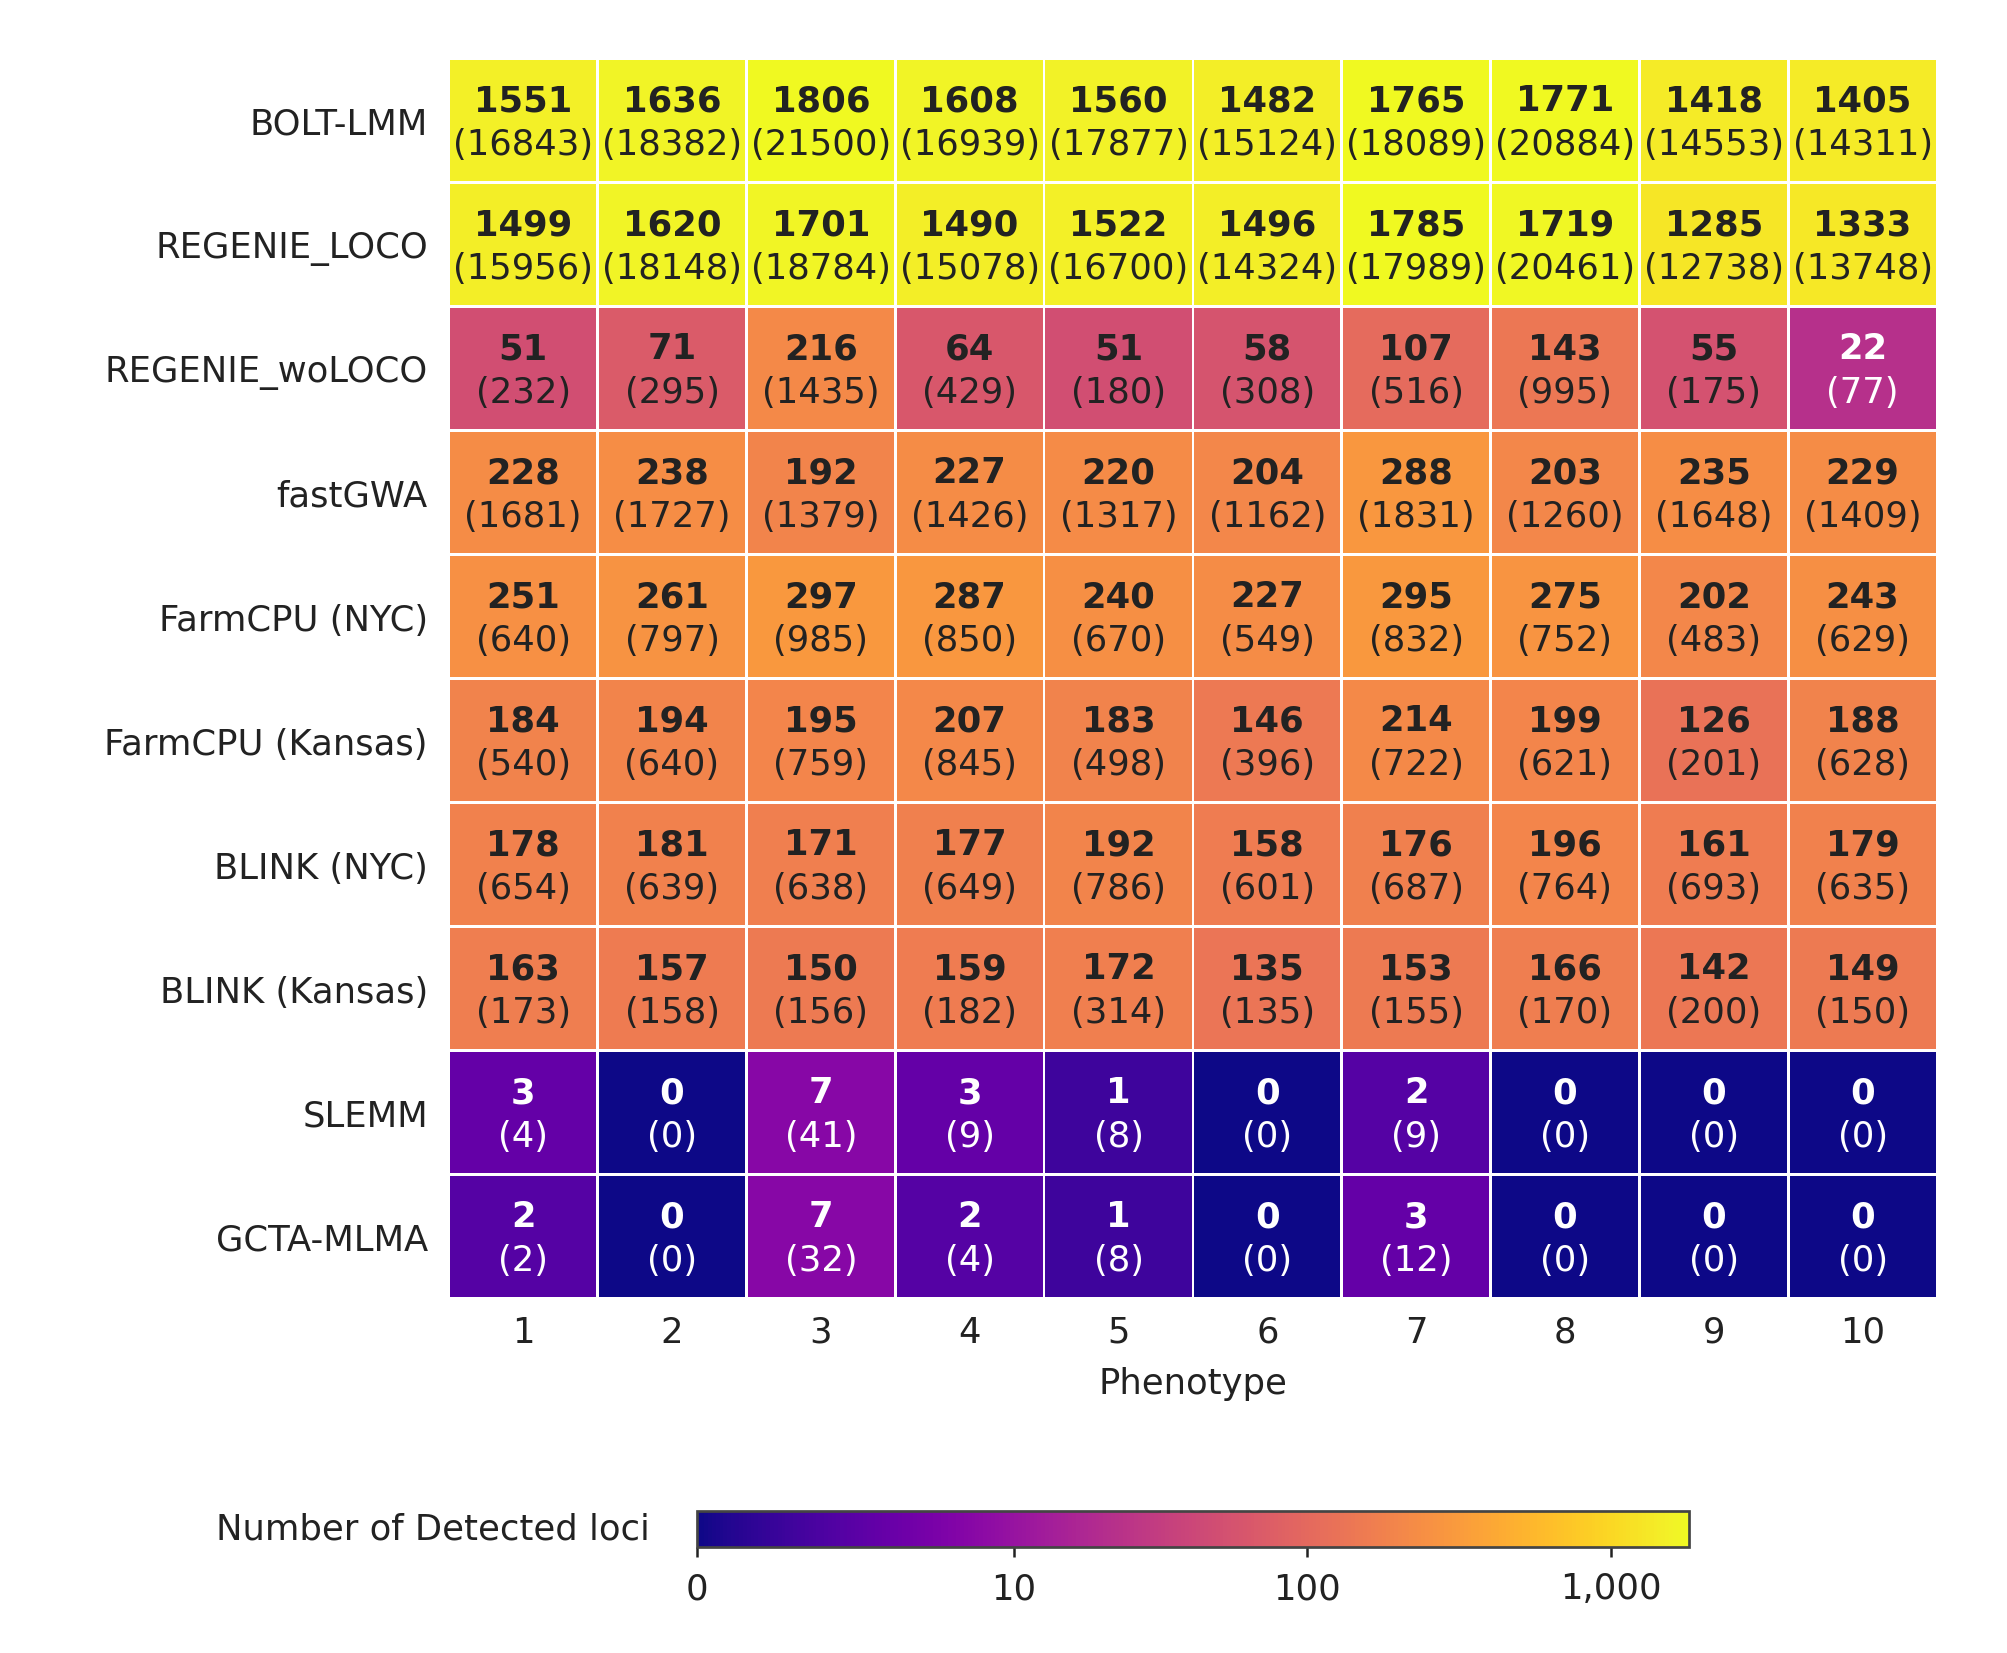 BOLT-LMM
1551 1636 1806 1608 1560 1482 1765 1771 1418 1405
(16843) (18382) (21500) (16939) (17877) (15124) (18089) (20884) (14553) (14311)
REGENIE_LOCO
1499 1620 1701 1490 1522 1496 1785 1719 1285 1333
(15956) (18148) (18784) (15078) (16700) (14324) (17989) (20461) (12738) (13748)
REGENIE_woLOCO
51 71 216 64 51 58 107 143 55 22
(232) (295) (1435) (429) (180) (308) (516) (995) (175) (77)
fastGWA
228 238 192 227 220 204 288 203 235 229
(1681) (1727) (1379) (1426) (1317) (1162) (1831) (1260) (1648) (1409)
FarmCPU (NYC)
251 261 297 287 240 227 295 275 202 243
(640) (797) (985) (850) (670) (549) (832) (752) (483) (629)
FarmCPU (Kansas)
184 194 195 207 183 146 214 199 126 188
(540) (640) (759) (845) (498) (396) (722) (621) (201) (628)
BLINK (NYC)
178 181 171 177 192 158 176 196 161 179
(654) (639) (638) (649) (786) (601) (687) (764) (693) (635)
BLINK (Kansas)
163 157 150 159 172 135 153 166 142 149
(173) (158) (156) (182) (314) (135) (155) (170) (200) (150)
SLEMM
3 0 7 3 1 0 2 0 0 0
(4) (0) (41) (9) (8) (0) (9) (0) (0) (0)
GCTA-MLMA
2 0 7 2 1 0 3 0 0 0
(2) (0) (32) (4) (8) (0) (12) (0) (0) (0)
1 2 3 4 5 6 7 8 9 10
Phenotype
Number of Detected loci
0 10 100 1,000